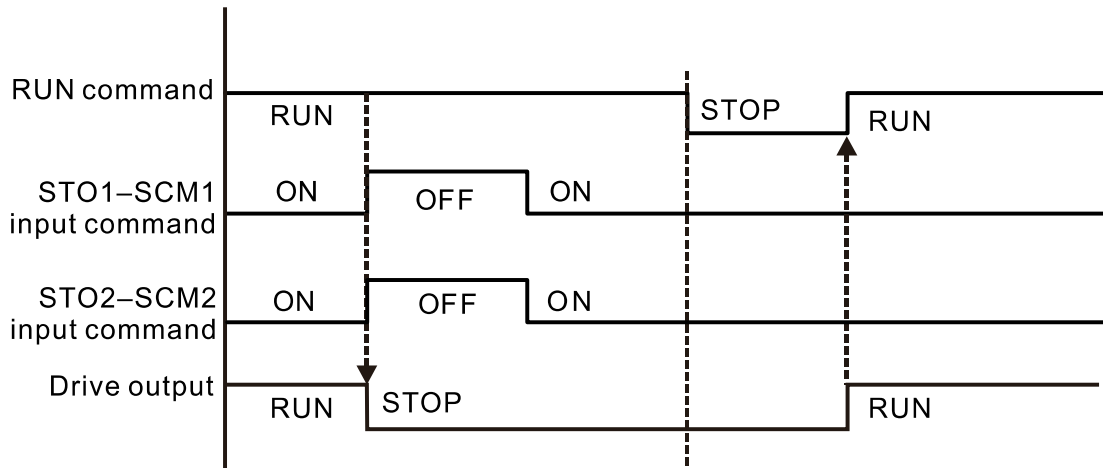 RUN command
RUN
STOP
RUN
STO1–SCM1
input command
ON
OFF
ON
STO2–SCM2
input command
ON
OFF
ON
Drive output
RUN
STOP
RUN